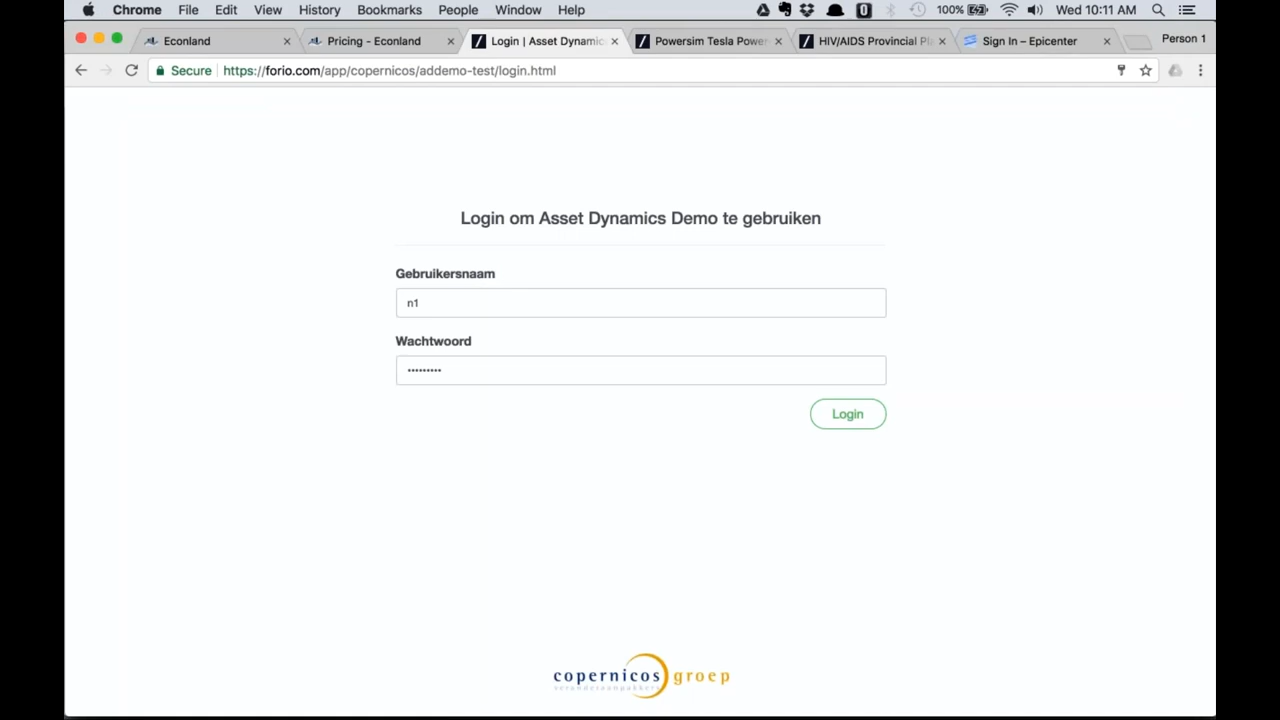 Chrome File Edit View History Bookmarks People Window Help 100% Wed 10:11 AM
Econland Pricing - Econland Login | Asset Dynamic Powersim Tesla Power HIV/AIDS Provincial Pl Sign In – Epicenter Person 1
Secure https://forio.com/app/copernicos/addemo-test/login.html
Login om Asset Dynamics Demo te gebruiken
Gebruikersnaam
n1
Wachtwoord
•••••••••
Login
copernicos groep
veranderaanpakkers